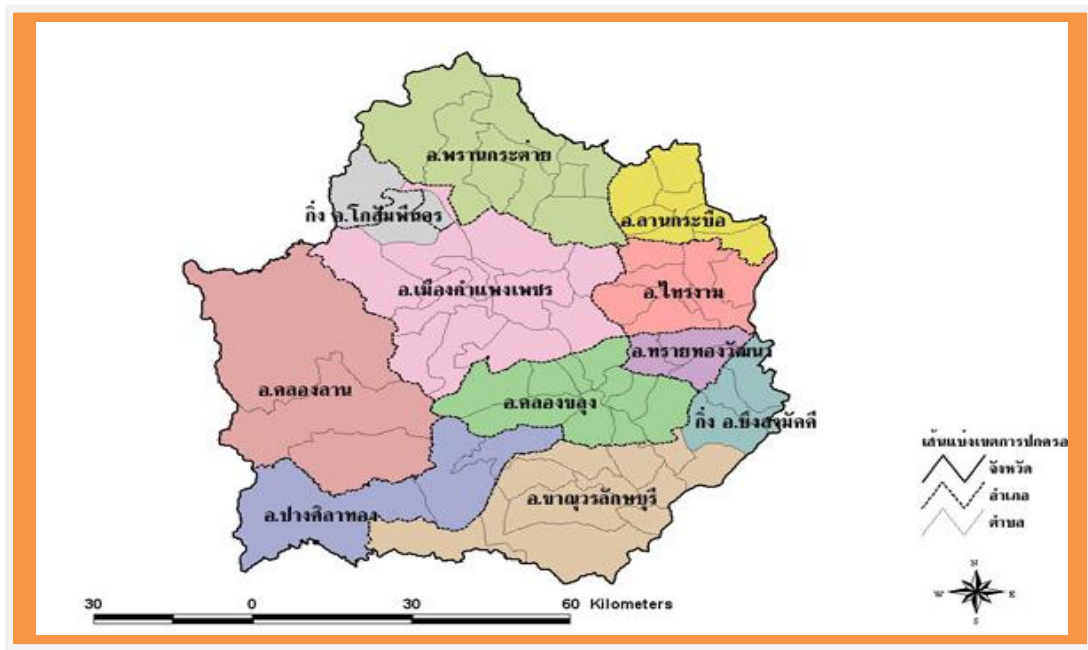 อ.พรานกระต่าย
อ.ลานกระบือ
กิ่ง อ.โกสัมพีนคร
อ.เมืองกำแพงเพชร
อ.ไทรงาม
อ.ทรายทองวัฒนา
อ.คลองลาน
อ.คลองขลุง
กิ่ง อ.บึงสามัคคี
อ.ขาณุวรลักษบุรี
อ.ปางศิลาทอง
เส้นแบ่งเขตการปกครอ
จังหวัด
อำเภอ
ตำบล
N
W E
S
30 0 30 60 Kilometers